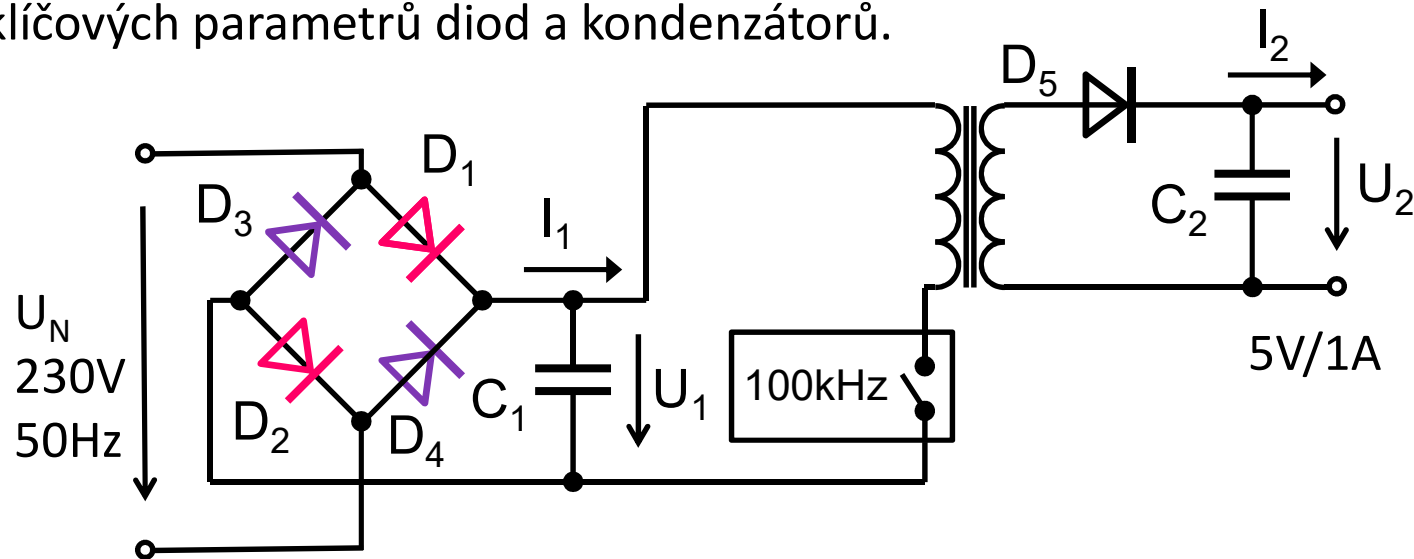 klíčových parametrů diod a kondenzátorů.
I₂
D₅
D₁
D₃
I₁
C₂
U₂
U_N
230V
50Hz
D₂
D₄
C₁
U₁
100kHz
5V/1A